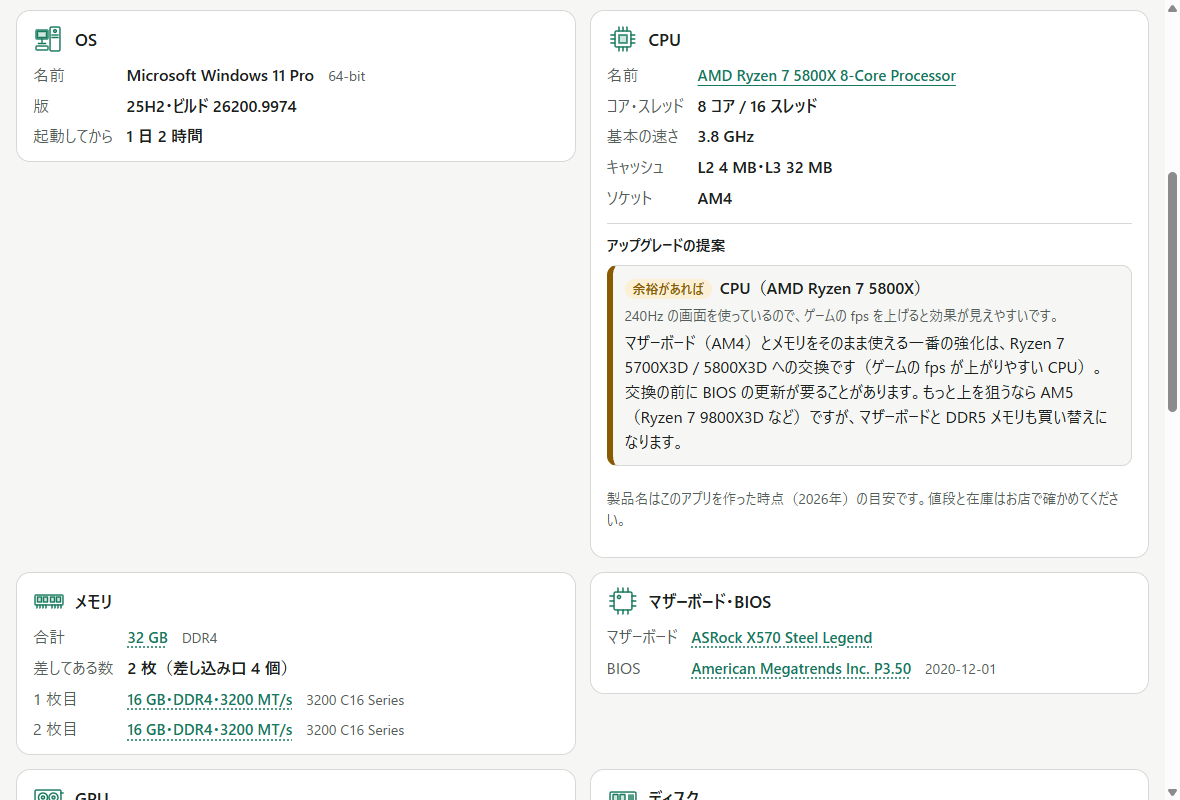 OS
名前 Microsoft Windows 11 Pro 64-bit
版 25H2・ビルド 26200.9974
起動してから 1 日 2 時間
CPU
名前 AMD Ryzen 7 5800X 8-Core Processor
コア・スレッド 8 コア / 16 スレッド
基本の速さ 3.8 GHz
キャッシュ L2 4 MB・L3 32 MB
ソケット AM4
アップグレードの提案
余裕があれば CPU（AMD Ryzen 7 5800X）
240Hz の画面を使っているので、ゲームの fps を上げると効果が見えやすいです。
マザーボード（AM4）とメモリをそのまま使える一番の強化は、Ryzen 7
5700X3D / 5800X3D への交換です（ゲームの fps が上がりやすい CPU）。
交換の前に BIOS の更新が要ることがあります。もっと上を狙うなら AM5
（Ryzen 7 9800X3D など）ですが、マザーボードと DDR5 メモリも買い替えに
なります。
製品名はこのアプリを作った時点（2026年）の目安です。値段と在庫はお店で確かめてくださ
い。
メモリ
合計 32 GB DDR4
差してある数 2 枚（差し込み口 4 個）
1 枚目 16 GB・DDR4・3200 MT/s 3200 C16 Series
2 枚目 16 GB・DDR4・3200 MT/s 3200 C16 Series
マザーボード・BIOS
マザーボード ASRock X570 Steel Legend
BIOS American Megatrends Inc. P3.50 2020-12-01
GPU
ディスク